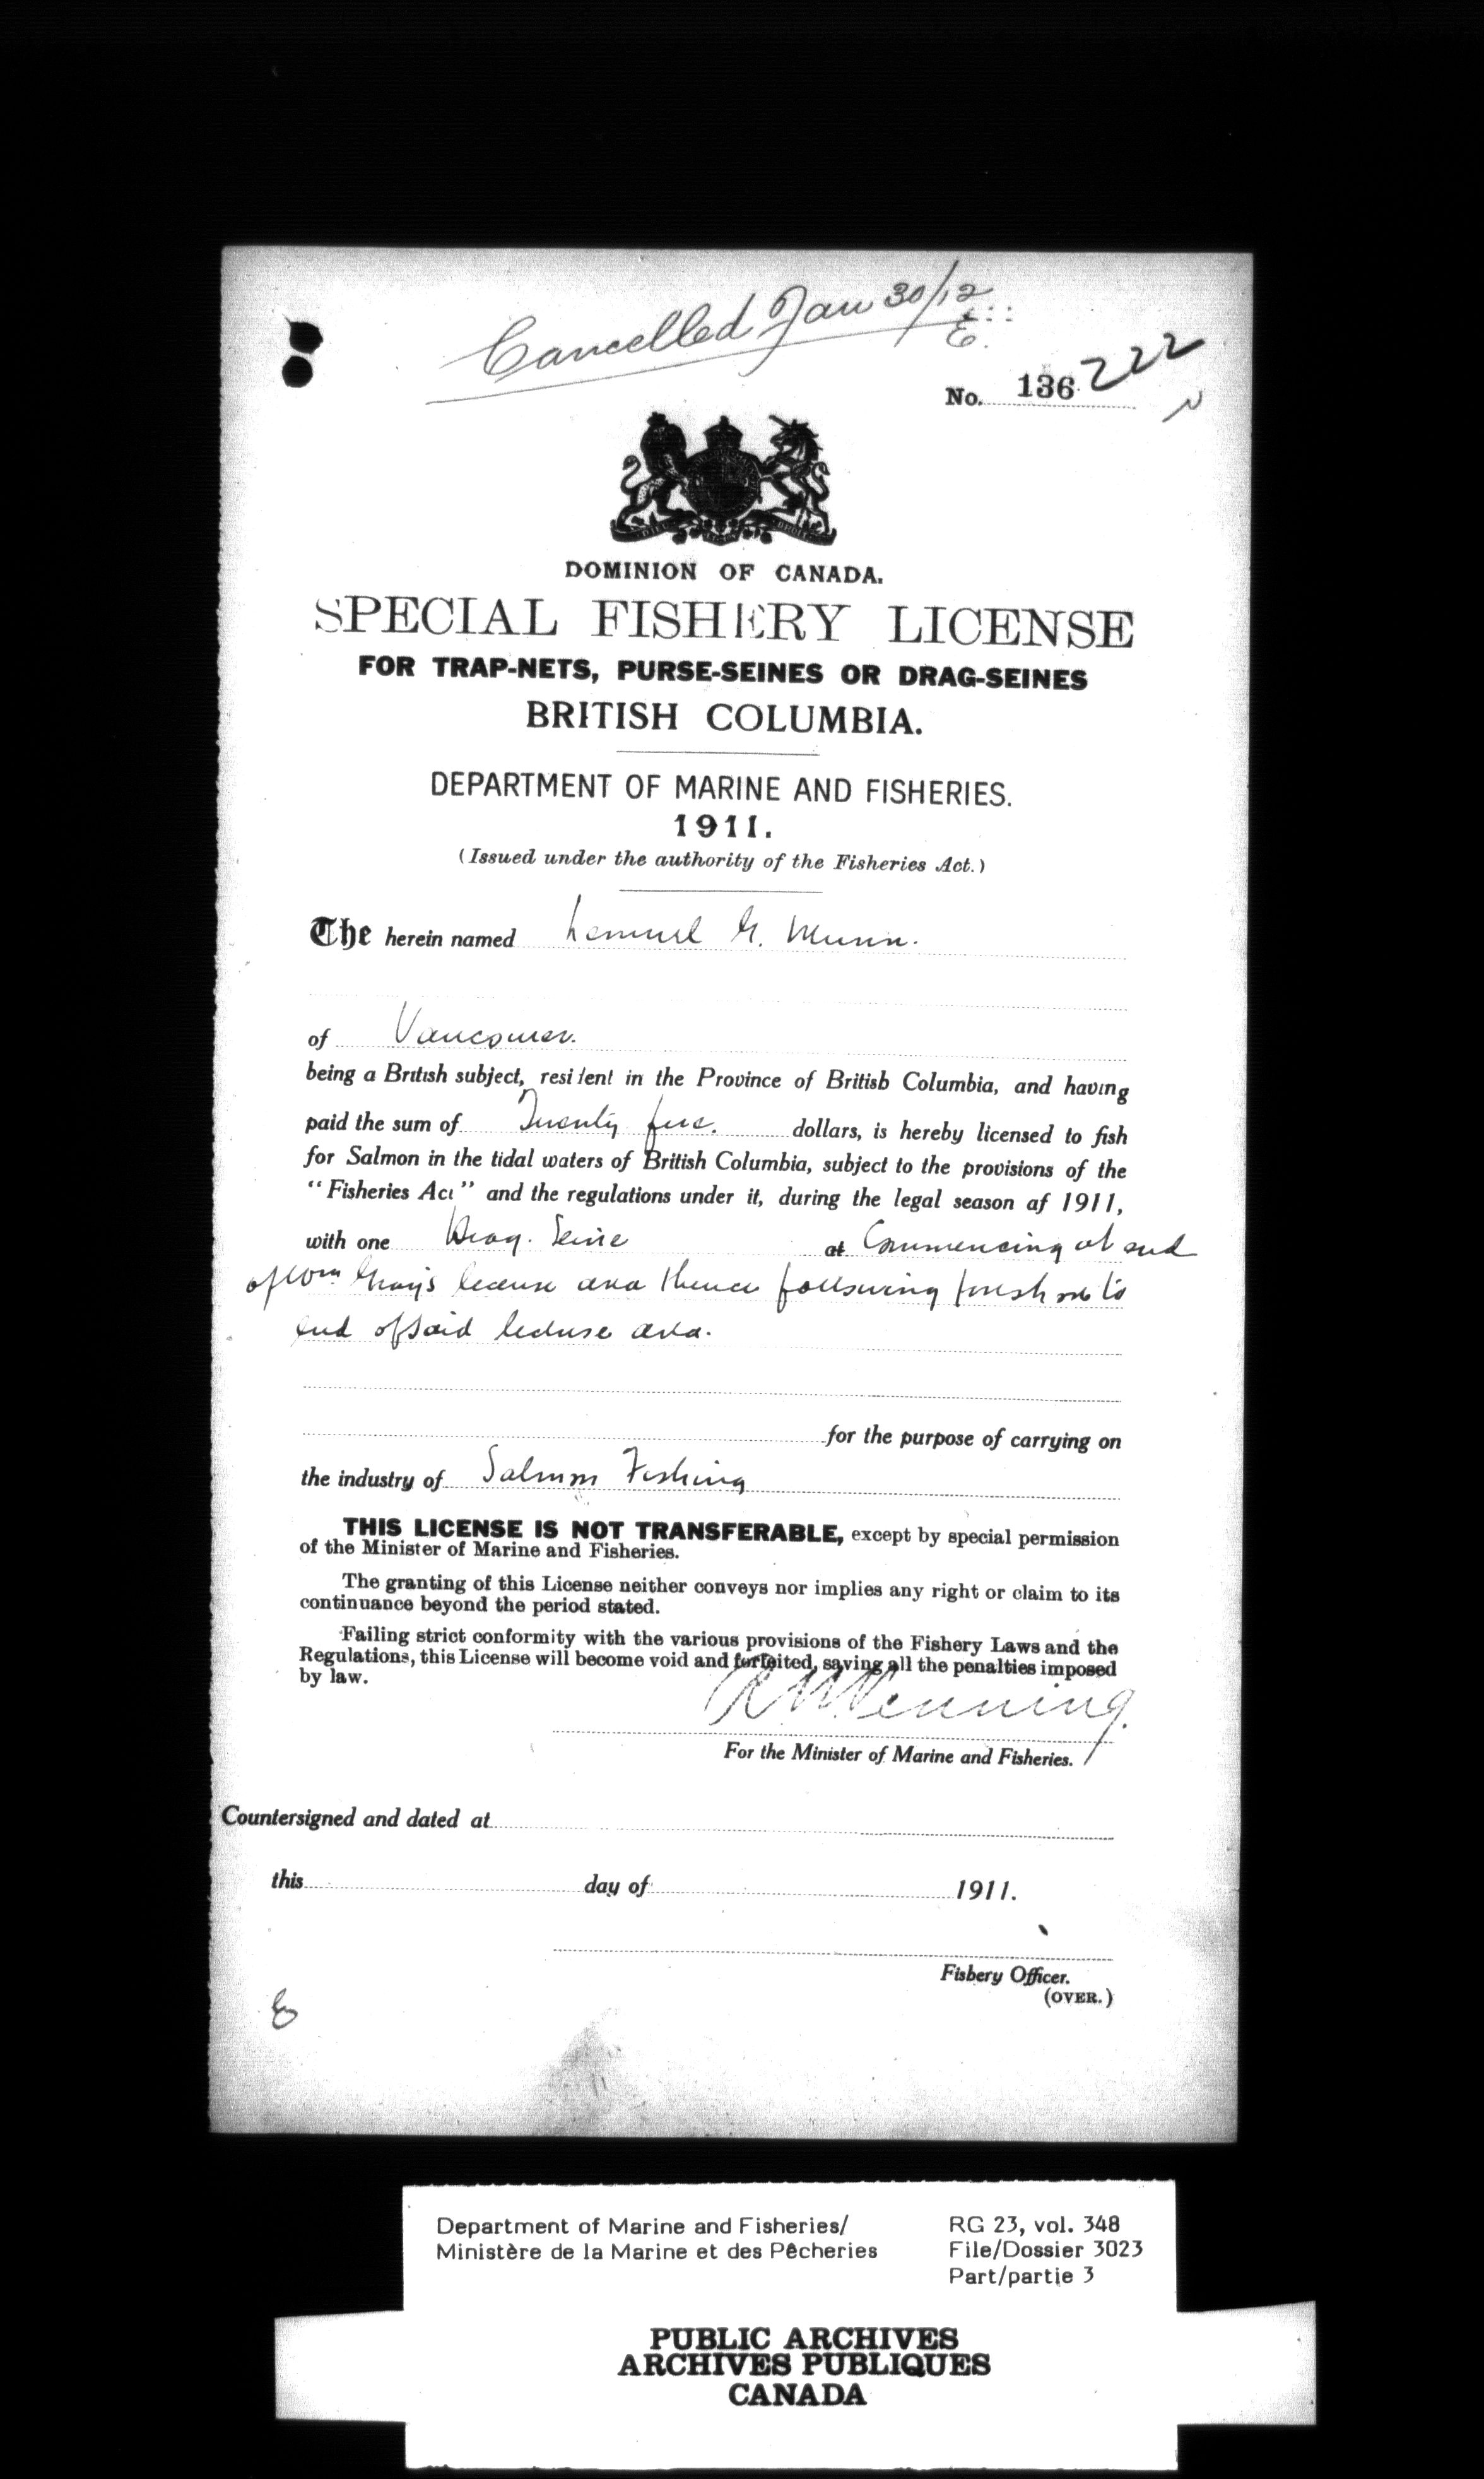 Cancelled Jan 30/12
E.
No. 136 222
DOMINION OF CANADA.
SPECIAL FISHERY LICENSE
FOR TRAP-NETS, PURSE-SEINES OR DRAG-SEINES
BRITISH COLUMBIA.
DEPARTMENT OF MARINE AND FISHERIES.
1911.
(Issued under the authority of the Fisheries Act.)
The herein named Lemuel G. Munn.
of Vancouver.
being a British subject, resident in the Province of British Columbia, and having
paid the sum of Twenty five. dollars, is hereby licensed to fish
for Salmon in the tidal waters of British Columbia, subject to the provisions of the
"Fisheries Act" and the regulations under it, during the legal season af 1911,
with one Drag. Seine at Commencing at end
of Wm Gray's license area thence following foreshore to
end of said license area.
for the purpose of carrying on
the industry of Salmon Fishing
THIS LICENSE IS NOT TRANSFERABLE, except by special permission
of the Minister of Marine and Fisheries.
The granting of this License neither conveys nor implies any right or claim to its
continuance beyond the period stated.
Failing strict conformity with the various provisions of the Fishery Laws and the
Regulations, this License will become void and forfeited, saving all the penalties imposed
by law.
R N Venning.
For the Minister of Marine and Fisheries.
Countersigned and dated at
this day of 1911.
Fishery Officer.
(OVER.)
Department of Marine and Fisheries/
Ministère de la Marine et des Pêcheries
RG 23, vol. 348
File/Dossier 3023
Part/partie 3
PUBLIC ARCHIVES
ARCHIVES PUBLIQUES
CANADA